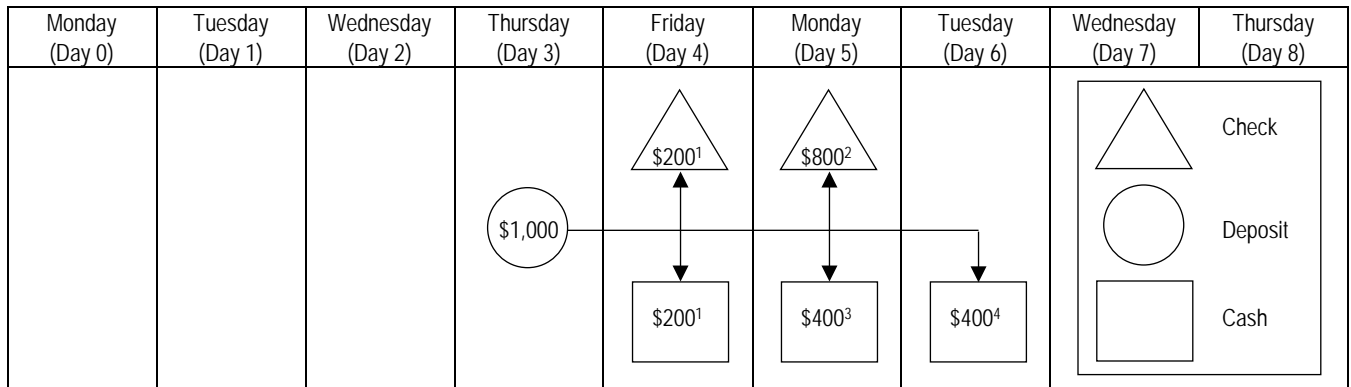 Monday Tuesday Wednesday Thursday Friday Monday Tuesday Wednesday Thursday
(Day 0) (Day 1) (Day 2) (Day 3) (Day 4) (Day 5) (Day 6) (Day 7) (Day 8)
Check
$200¹ $800²
$1,000 Deposit
$200¹ $400³ $400⁴ Cash